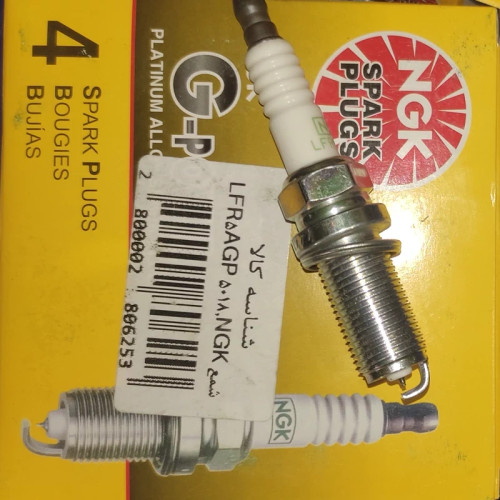 4
SPARK PLUGS
BOUGIES
BUJÍAS
G-P
PLATINUM ALLO
NGK
SPARK
PLUGS
شناسه کالا
شمع LFR۵AGP ۵۰۱۸.NGK
2 800002 806253
NGK